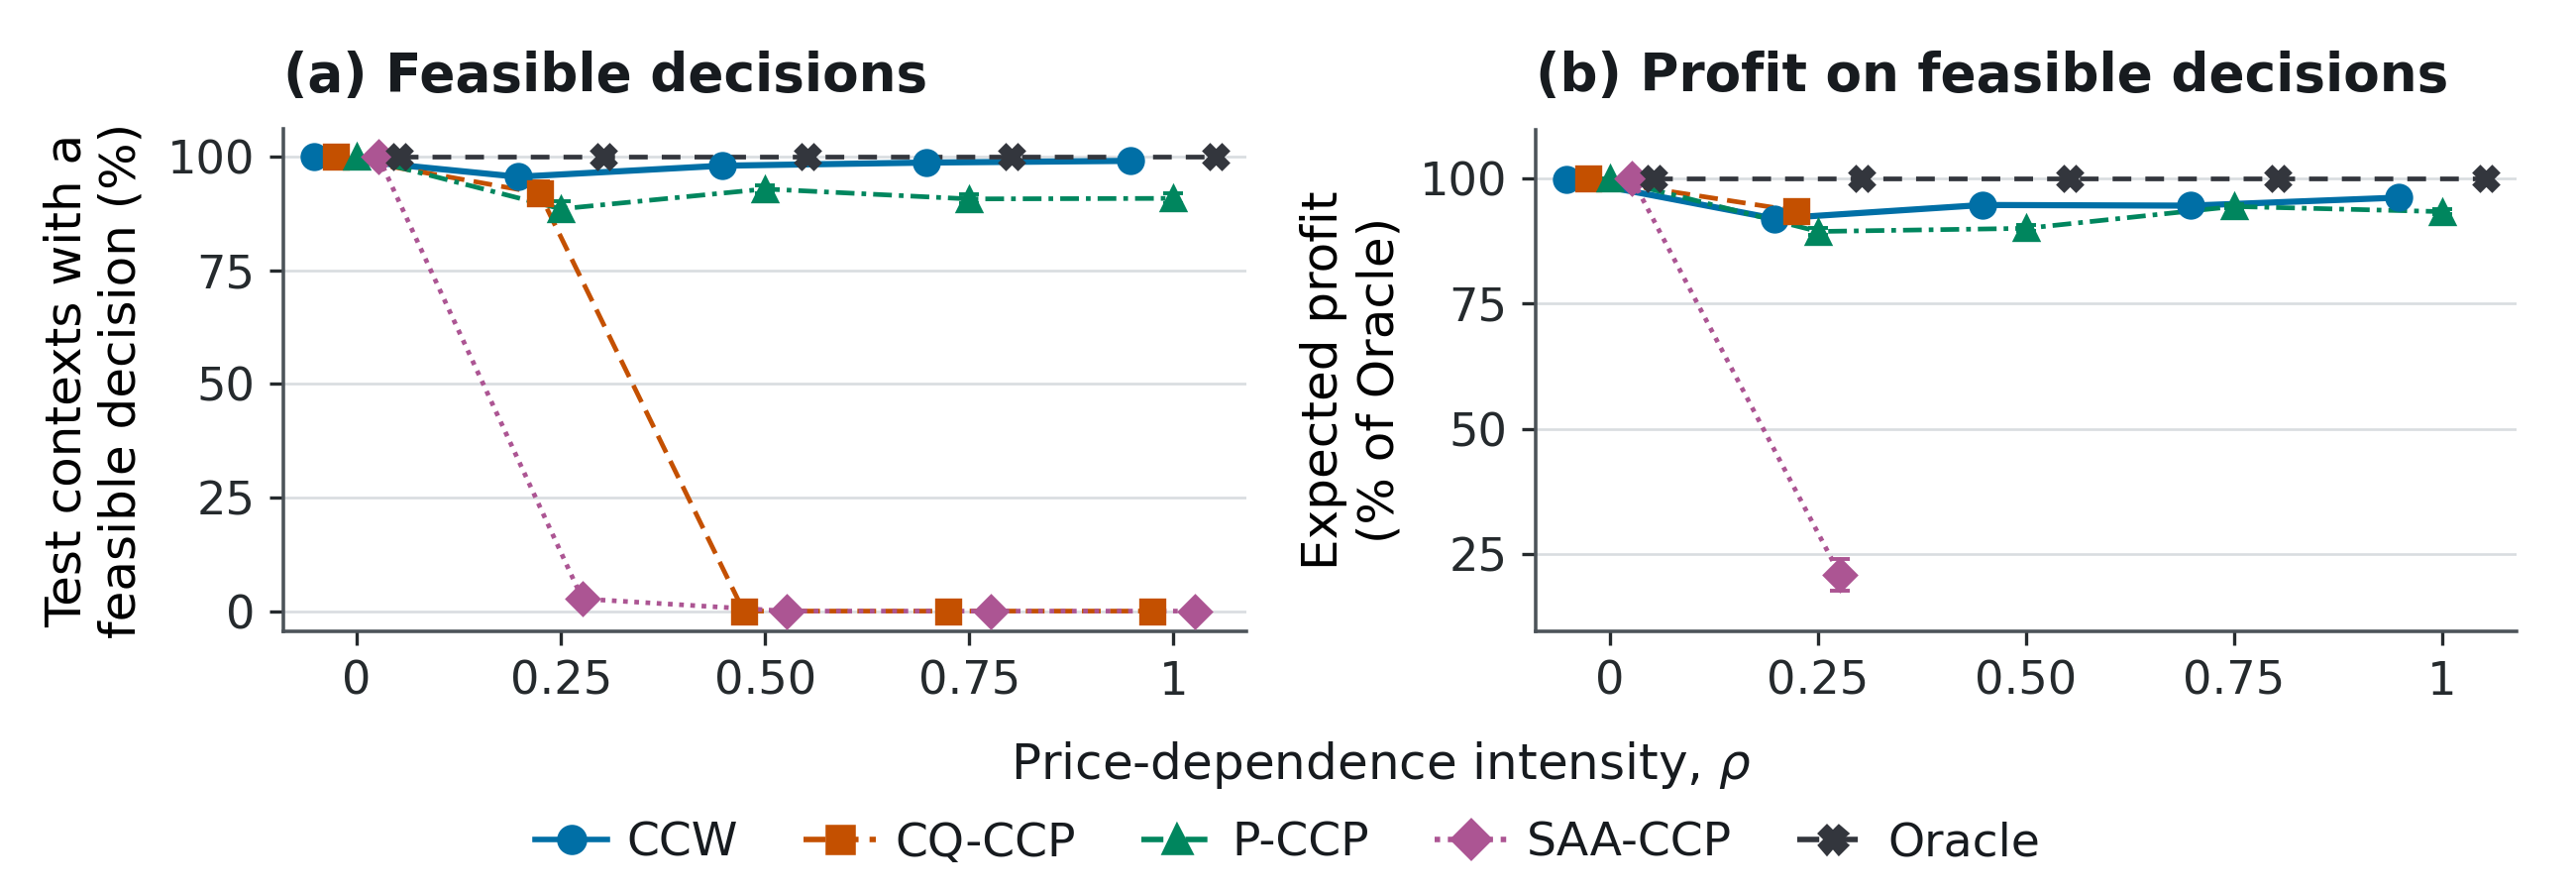 (a) Feasible decisions
Test contexts with a
feasible decision (%)
100
75
50
25
0
0 0.25 0.50 0.75 1
(b) Profit on feasible decisions
Expected profit
(% of Oracle)
100
75
50
25
0 0.25 0.50 0.75 1
Price-dependence intensity, ρ
CCW CQ-CCP P-CCP SAA-CCP Oracle